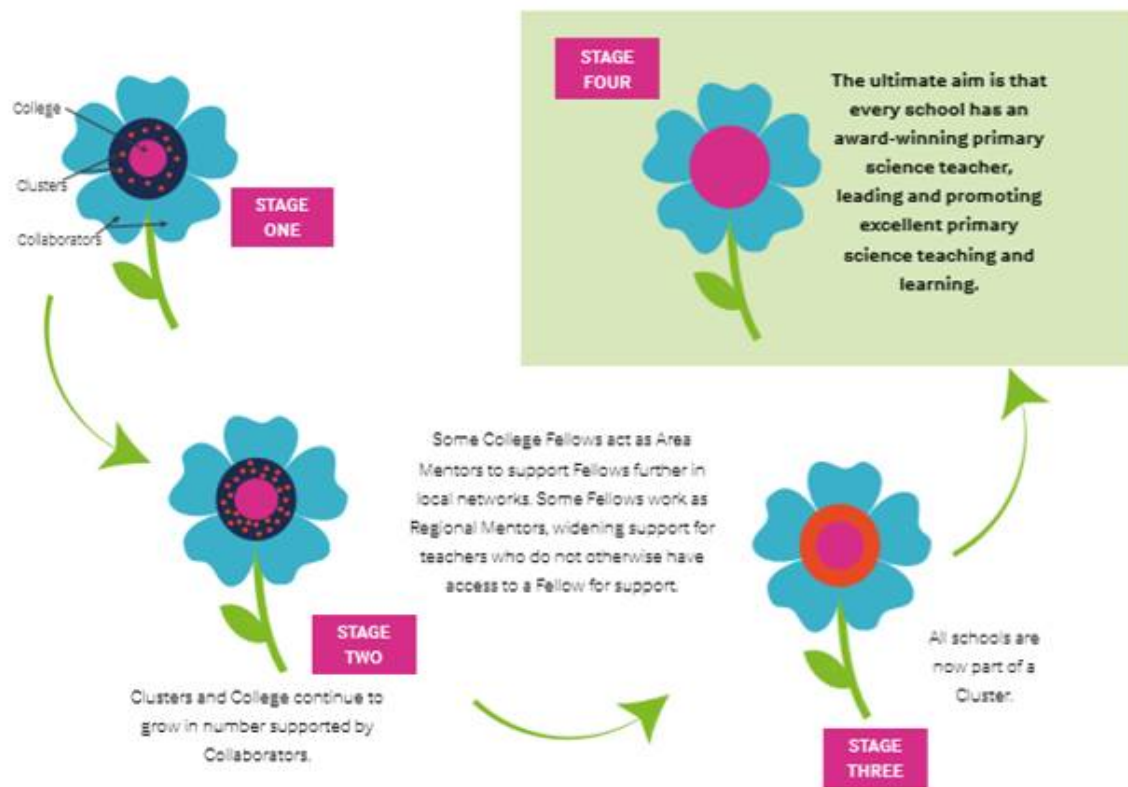 College
Clusters
Collaborators
STAGE
ONE
Clusters and College continue to
grow in number supported by
Collaborators.
STAGE
TWO
Some College Fellows act as Area
Mentors to support Fellows further in
local networks. Some Fellows work as
Regional Mentors, widening support for
teachers who do not otherwise have
access to a Fellow for support.
All schools are
now part of a
Cluster.
STAGE
THREE
STAGE
FOUR
The ultimate aim is that
every school has an
award-winning primary
science teacher,
leading and promoting
excellent primary
science teaching and
learning.